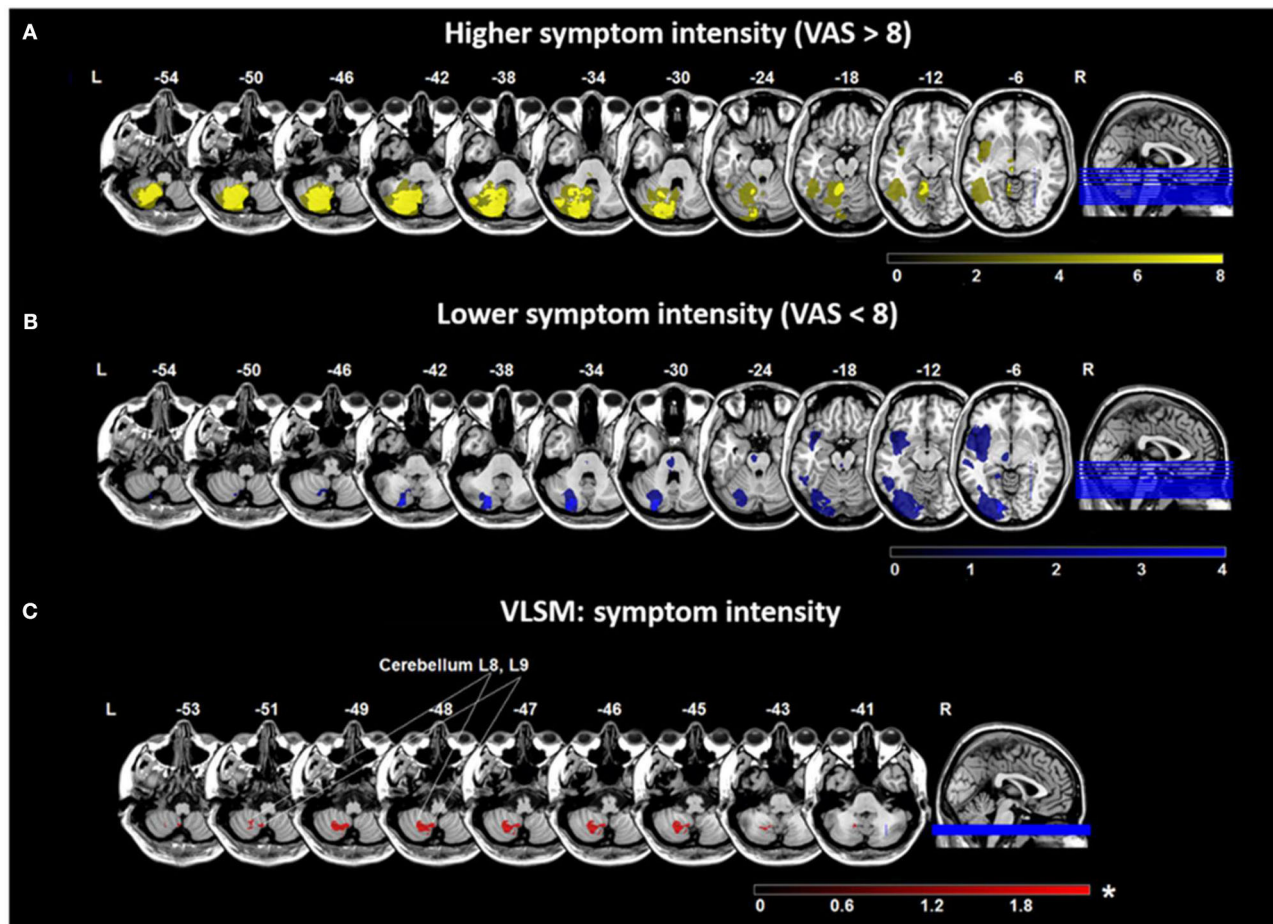 A
Higher symptom intensity (VAS > 8)
L -54 -50 -46 -42 -38 -34 -30 -24 -18 -12 -6 R
0 2 4 6 8
B
Lower symptom intensity (VAS < 8)
L -54 -50 -46 -42 -38 -34 -30 -24 -18 -12 -6 R
0 1 2 3 4
C
VLSM: symptom intensity
Cerebellum L8, L9
L -53 -51 -49 -48 -47 -46 -45 -43 -41 R
0 0.6 1.2 1.8 *